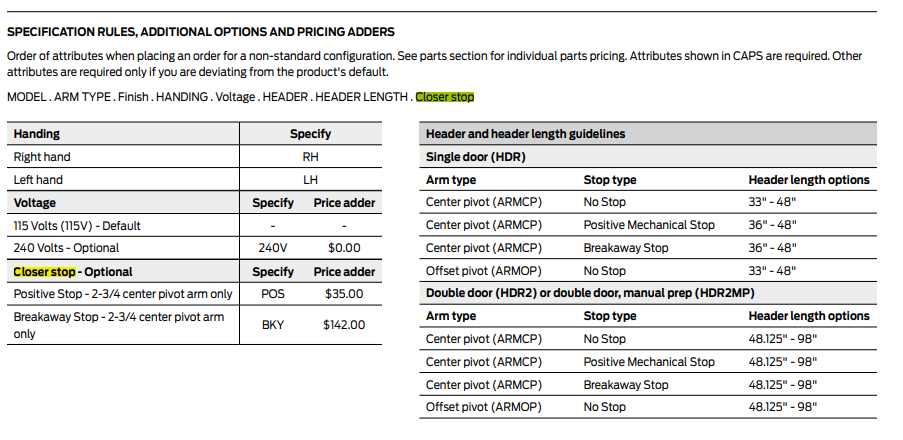 SPECIFICATION RULES, ADDITIONAL OPTIONS AND PRICING ADDERS
Order of attributes when placing an order for a non-standard configuration. See parts section for individual parts pricing. Attributes shown in CAPS are required. Other
attributes are required only if you are deviating from the product's default.
MODEL . ARM TYPE . Finish . HANDING . Voltage . HEADER . HEADER LENGTH . Closer stop
Handing Specify
Right hand RH
Left hand LH
Voltage Specify Price adder
115 Volts (115V) - Default - -
240 Volts - Optional 240V $0.00
Closer stop - Optional Specify Price adder
Positive Stop - 2-3/4 center pivot arm only POS $35.00
Breakaway Stop - 2-3/4 center pivot arm
only BKY $142.00
Header and header length guidelines
Single door (HDR)
Arm type Stop type Header length options
Center pivot (ARMCP) No Stop 33" - 48"
Center pivot (ARMCP) Positive Mechanical Stop 36" - 48"
Center pivot (ARMCP) Breakaway Stop 36" - 48"
Offset pivot (ARMOP) No Stop 33" - 48"
Double door (HDR2) or double door, manual prep (HDR2MP)
Arm type Stop type Header length options
Center pivot (ARMCP) No Stop 48.125" - 98"
Center pivot (ARMCP) Positive Mechanical Stop 48.125" - 98"
Center pivot (ARMCP) Breakaway Stop 48.125" - 98"
Offset pivot (ARMOP) No Stop 48.125" - 98"